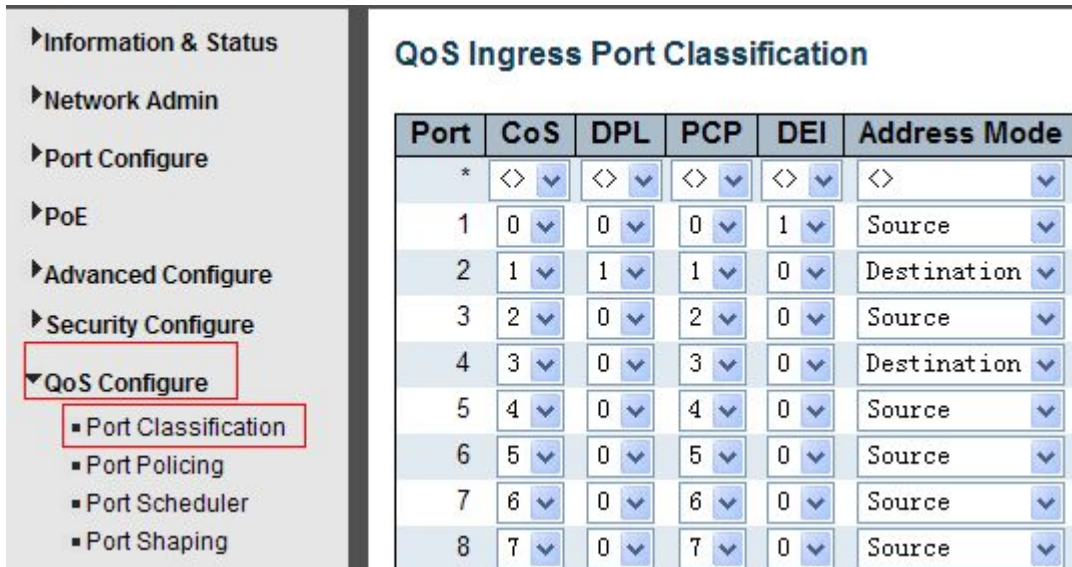 Information & Status
Network Admin
Port Configure
PoE
Advanced Configure
Security Configure
QoS Configure
Port Classification
Port Policing
Port Scheduler
Port Shaping
QoS Ingress Port Classification
Port CoS DPL PCP DEI Address Mode
* <> <> <> <> <>
1 0 0 0 1 Source
2 1 1 1 0 Destination
3 2 0 2 0 Source
4 3 0 3 0 Destination
5 4 0 4 0 Source
6 5 0 5 0 Source
7 6 0 6 0 Source
8 7 0 7 0 Source